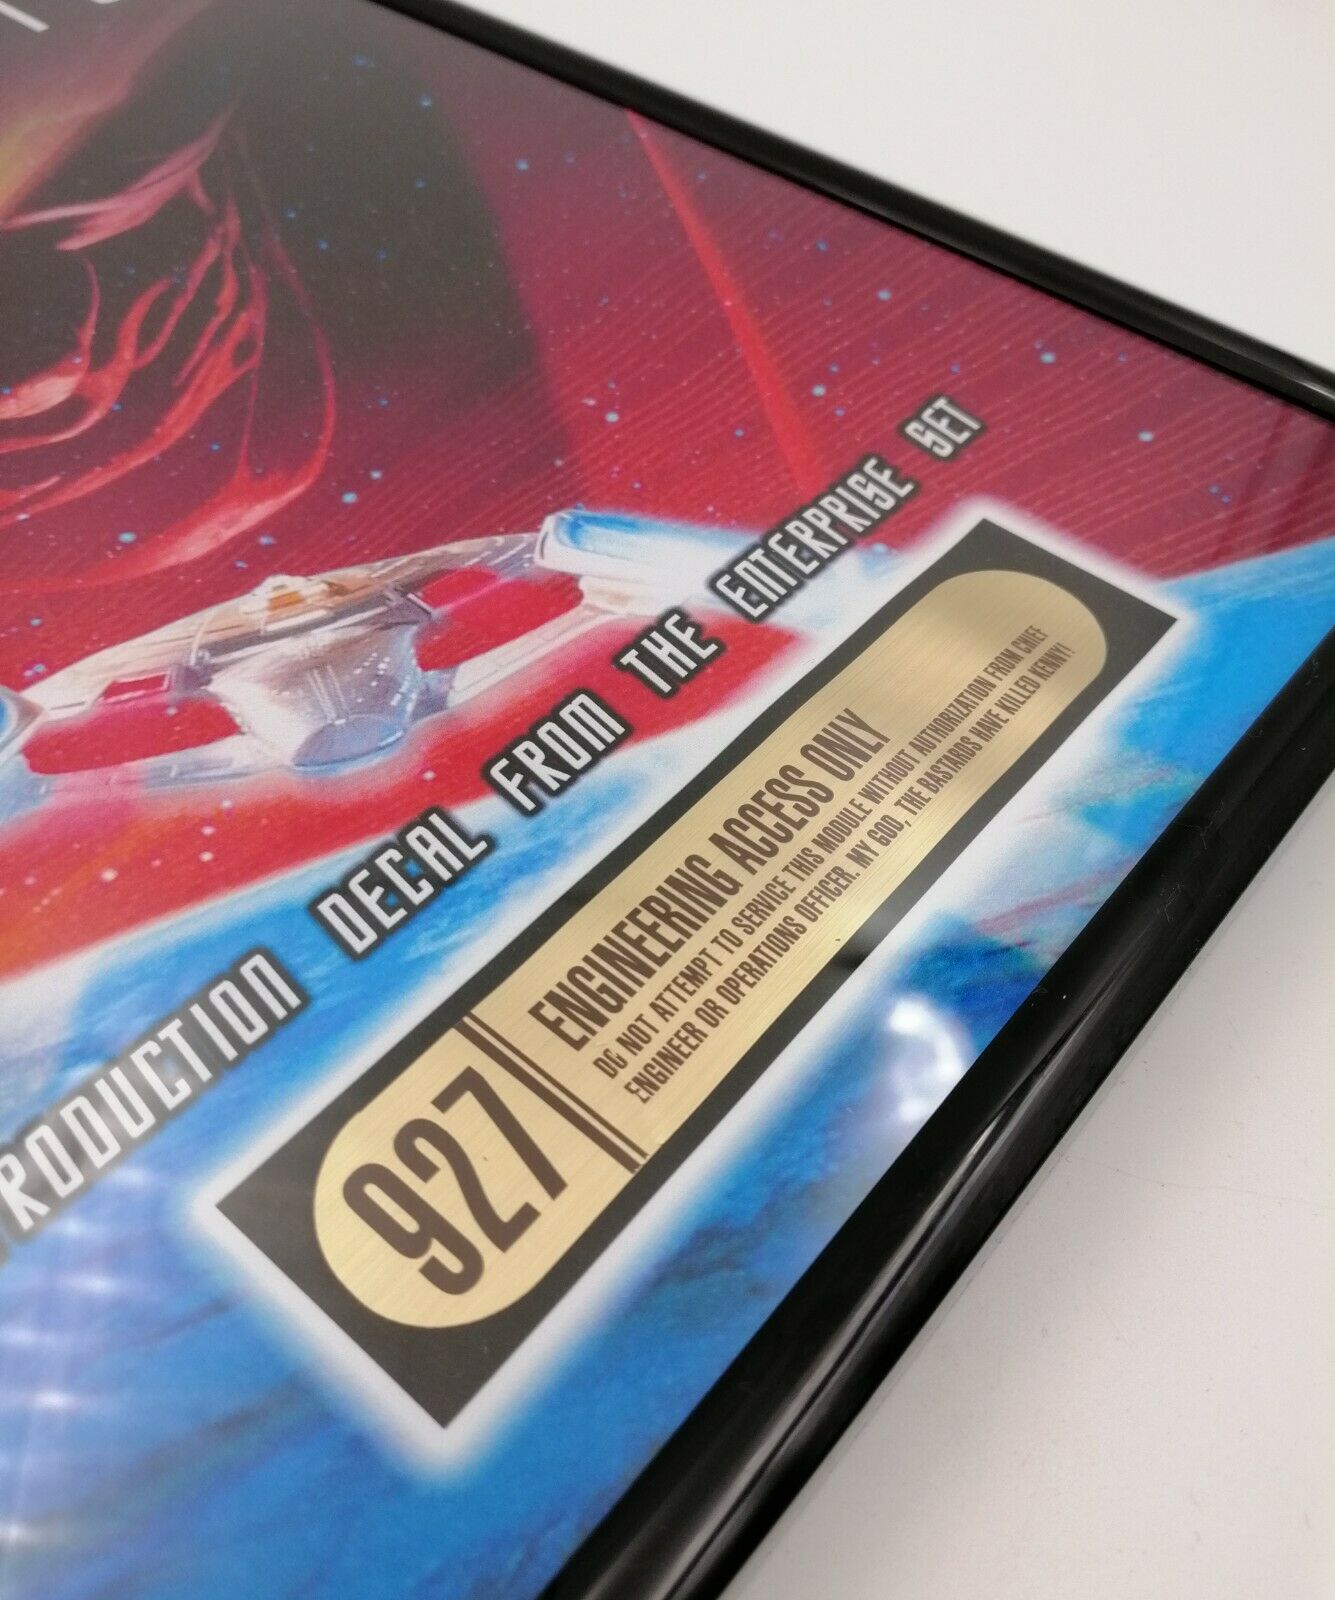 RODUCTION DECAL FROM THE ENTERPRISE SET
927
ENGINEERING ACCESS ONLY
DO NOT ATTEMPT TO SERVICE THIS MODULE WITHOUT AUTHORIZATION FROM CHIEF
ENGINEER OR OPERATIONS OFFICER. MY GOD, THE BASTARDS HAVE KILLED KENNY!